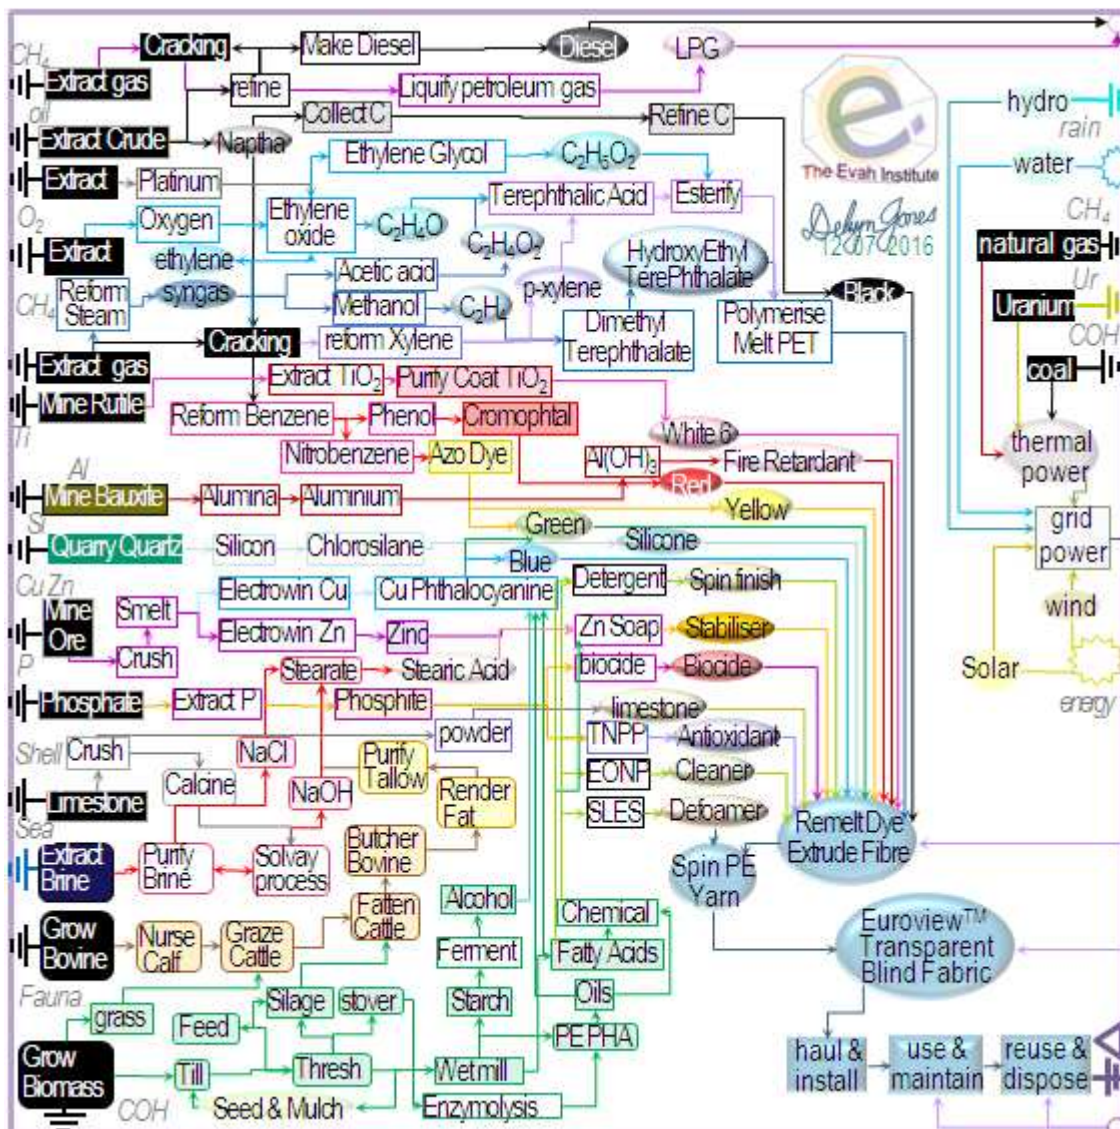 CH₄
Cracking
Make Diesel
Diesel
LPG
Extract gas
refine
Liquify petroleum gas
oil
Collect C
Refine C
Extract Crude
Naptha
hydro
rain
Ethylene Glycol
C₂H₆O₂
water
Extract
Platinum
The Evah Institute
Delwyn Jones
12-07-2016
Terephthalic Acid
Esterify
O₂
Oxygen
Ethylene
oxide
C₂H₄O
CH₄
Extract
ethylene
C₂H₄O₂
HydroxyEthyl
TerePhthalate
natural gas
Reform
Steam
CH₄
syngas
Acetic acad
Methanol
C₂H₄
p-xylene
Black
Ur
Uranium
Cracking
reform Xylene
Dimethyl
Terephthalate
Polymerise
Melt PET
COH
Extract gas
coal
Extract TiO₂
Purify Coat TiO₂
Mine Rutile
Ti
Reform Benzene
Phenol
Cromophtal
White 6
thermal
power
Nitrobenzene
Azo Dye
Al(OH)₃
Fire Retardant
Al
Mine Bauxite
Alumina
Alumnium
Red
Yellow
Si
Green
grid
power
Quarry Quartz
Silicon
Chlorosilane
Blue
Silicone
Cu Zn
Electrowin Cu
Cu Phthalocyanine
Detergent
Spin finish
wind
Mine
Ore
Smelt
Electrowin Zn
Zinc
Zn Soap
Stabiliser
Crush
P
Stearate
Stearic Acid
biocide
Biocide
Solar
Phosphate
Extract P
Phosphite
limestone
energy
Shell
Crush
NaCl
powder
TNPP
Antioxidant
Calcine
Purify
Tallow
EONP
Cleaner
Limestone
NaOH
Render
Fat
SLES
Defoamer
Sea
Extract
Brine
Purify
Brine
Solvay
process
Butcher
Bovine
Remelt Dye
Extrude Fibre
Spin PE
Yarn
Alcohol
Chemical
Grow
Bovine
Nurse
Calf
Graze
Cattle
Fatten
Cattle
Ferment
Fatty Acids
Euroview™
Transparent
Blind Fabric
Fauna
grass
Silage
stover
Starch
Oils
Feed
PE PHA
Grow
Biomass
Till
Thresh
Wetmill
haul &
install
use &
maintain
reuse &
dispose
COH
Seed & Mulch
Enzymolysis